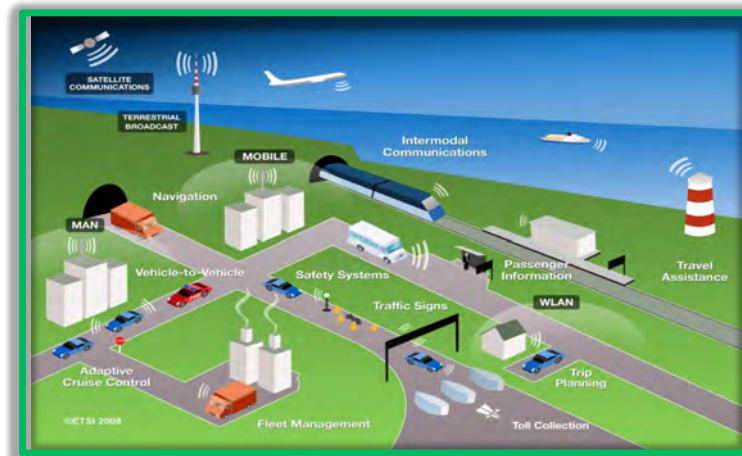 SATELLITE
COMMUNICATIONS
TERRESTRIAL
BROADCAST
MOBILE
Intermodal
Communications
Navigation
MAN
Vehicle-to-Vehicle
Safety Systems
Passenger
Information
Travel
Assistance
Traffic Signs
WLAN
Adaptive
Cruise Control
Trip
Planning
Fleet Management
Toll Collection
©ETSI 2008